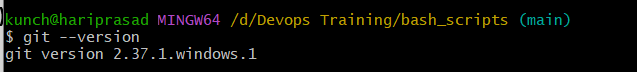 kunch@hariprasad MINGW64 /d/Devops Training/bash_scripts (main)
$ git --version
git version 2.37.1.windows.1